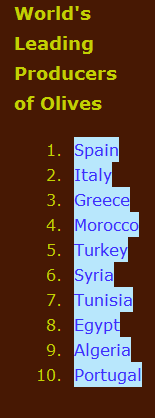 World's
Leading
Producers
of Olives
1. Spain
2. Italy
3. Greece
4. Morocco
5. Turkey
6. Syria
7. Tunisia
8. Egypt
9. Algeria
10. Portugal